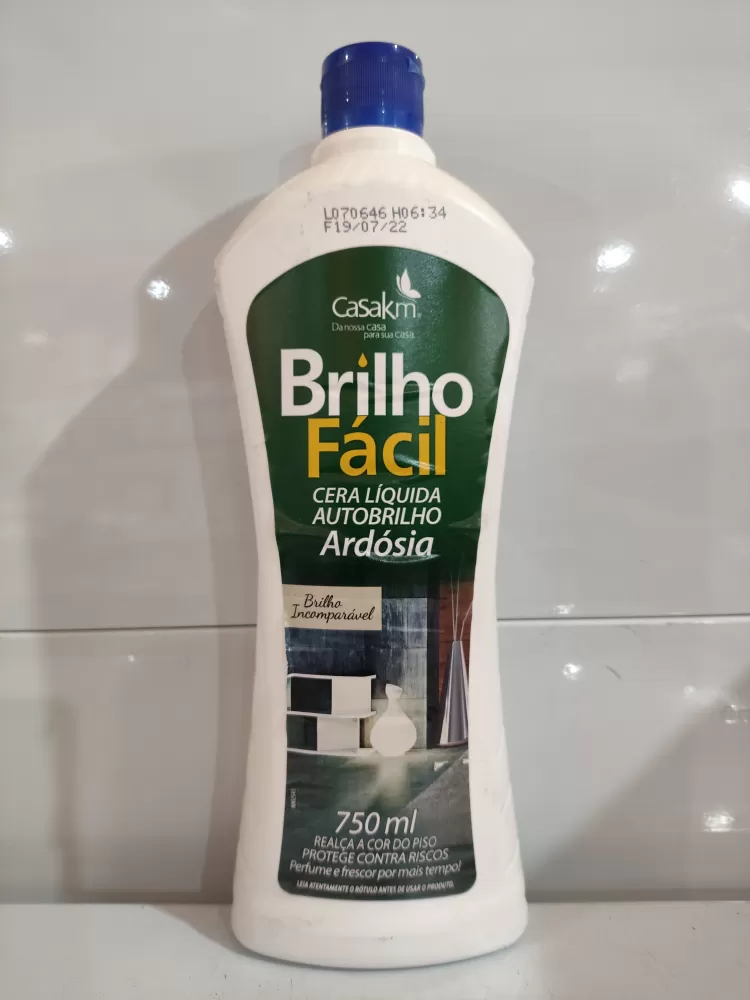 L070646 H06:34
F19/07/22
CasaKM
Da nossa casa
para sua casa.
Brilho
Fácil
CERA LÍQUIDA
AUTOBRILHO
Ardósia
Brilho
Incomparável
750 ml
REALÇA A COR DO PISO
PROTEGE CONTRA RISCOS
Perfume e frescor por mais tempo!
LEIA ATENTAMENTE O RÓTULO ANTES DE USAR O PRODUTO.